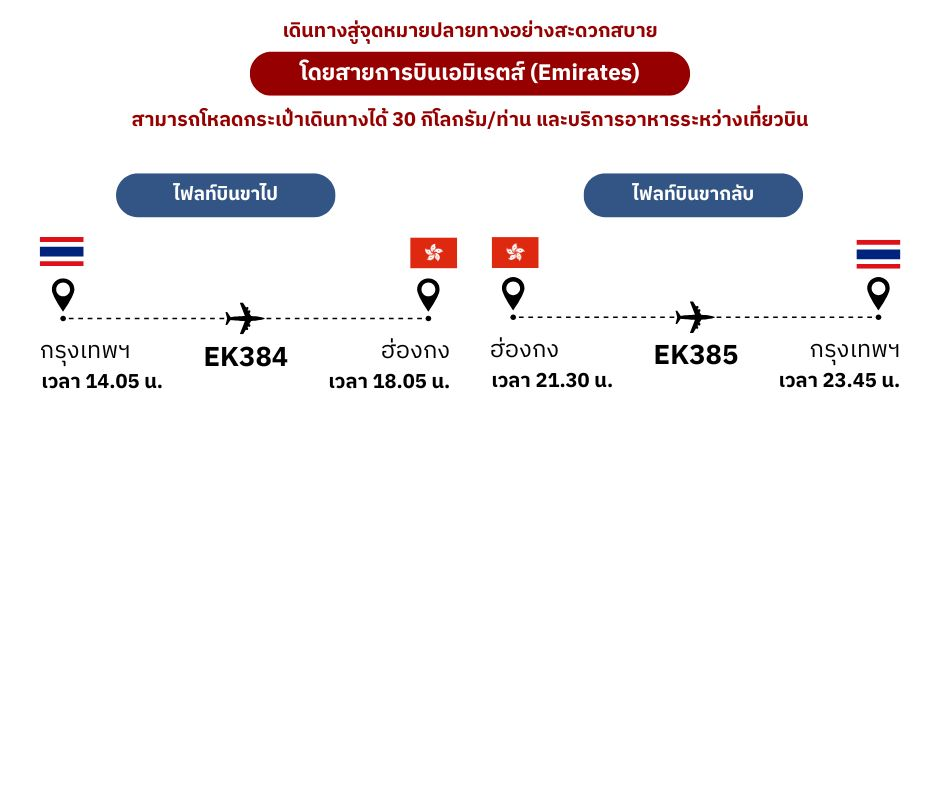 เดินทางสู่จุดหมายปลายทางอย่างสะดวกสบาย
โดยสายการบินเอมิเรตส์ (Emirates)
สามารถโหลดกระเป๋าเดินทางได้ 30 กิโลกรัม/ท่าน และบริการอาหารระหว่างเที่ยวบิน
ไฟลท์บินขาไป
กรุงเทพฯ
เวลา 14.05 น.
EK384
ฮ่องกง
เวลา 18.05 น.
ไฟลท์บินขากลับ
ฮ่องกง
เวลา 21.30 น.
EK385
กรุงเทพฯ
เวลา 23.45 น.